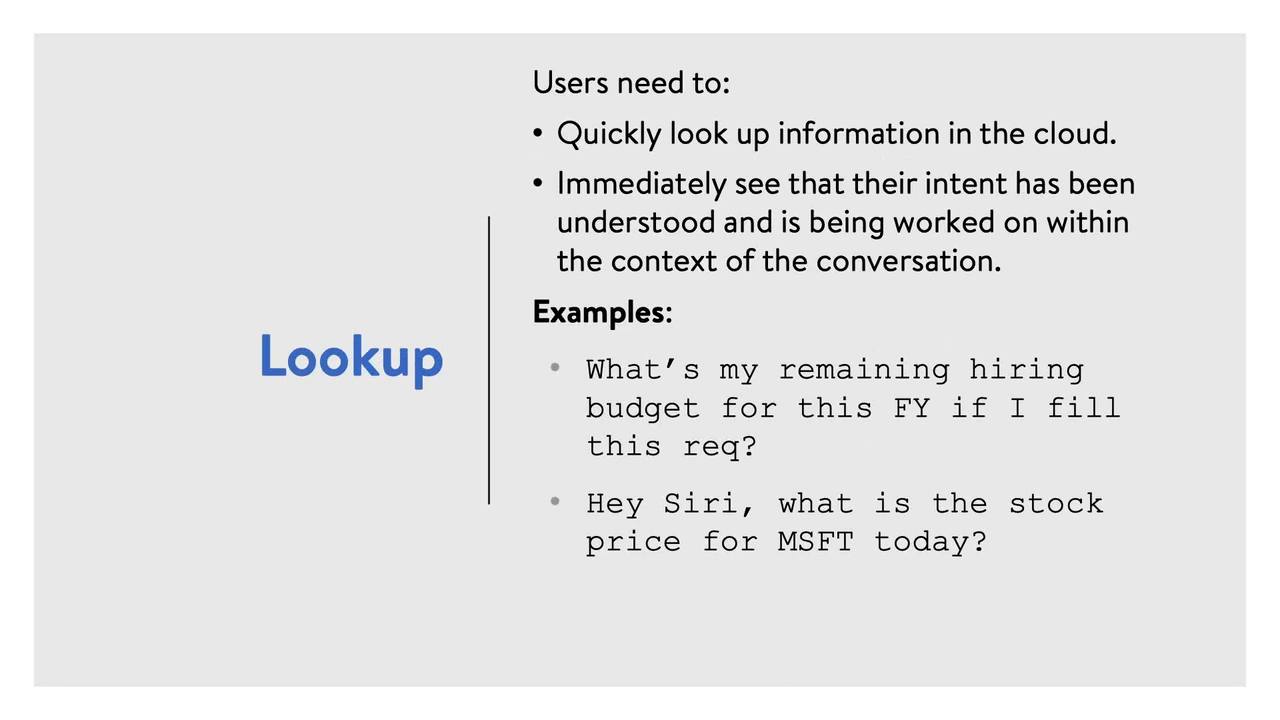 Lookup
Users need to:
• Quickly look up information in the cloud.
• Immediately see that their intent has been
understood and is being worked on within
the context of the conversation.
Examples:
• What’s my remaining hiring
budget for this FY if I fill
this req?
• Hey Siri, what is the stock
price for MSFT today?